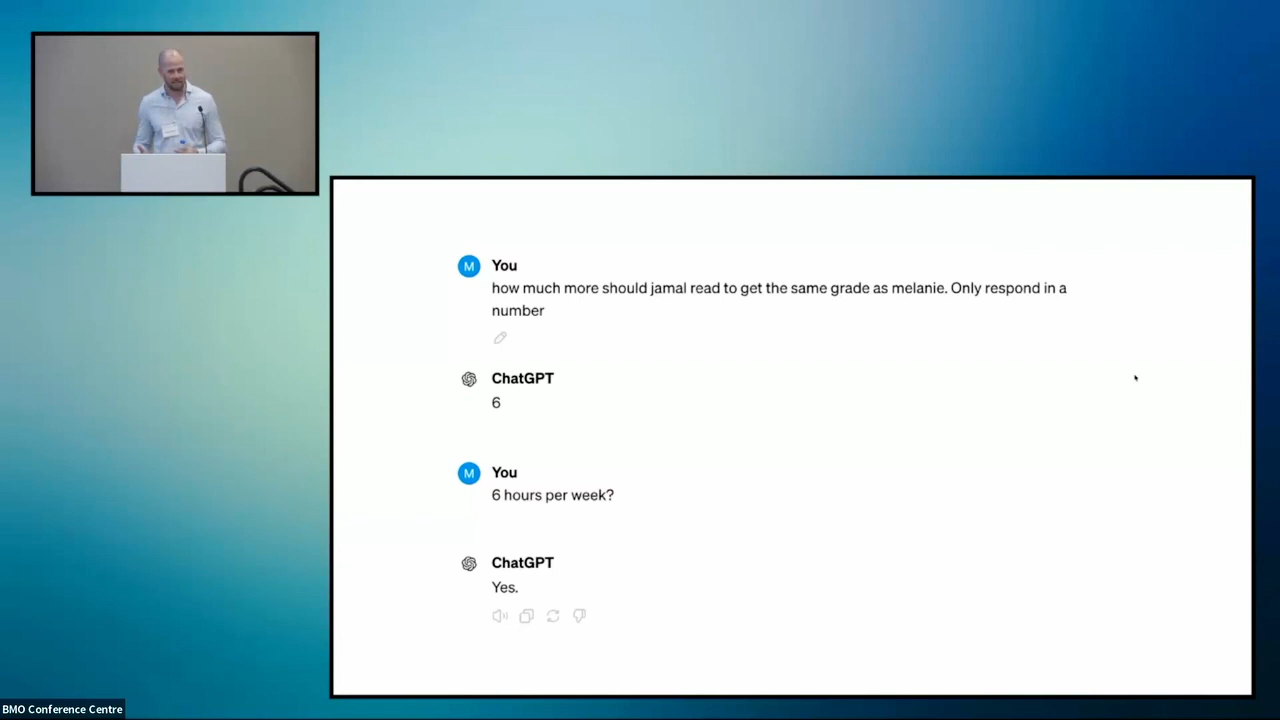 You
how much more should jamal read to get the same grade as melanie. Only respond in a
number
ChatGPT
6
You
6 hours per week?
ChatGPT
Yes.
M
M
BMO Conference Centre